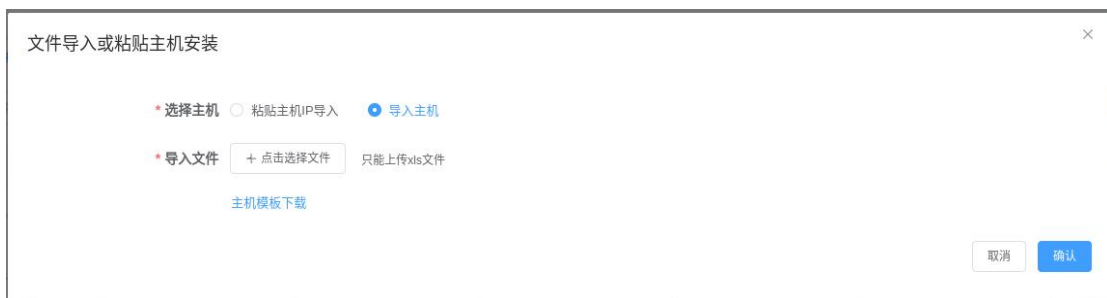 文件导入或粘贴主机安装
* 选择主机 粘贴主机IP导入 导入主机
* 导入文件 + 点击选择文件 只能上传xls文件
主机模板下载
取消 确认